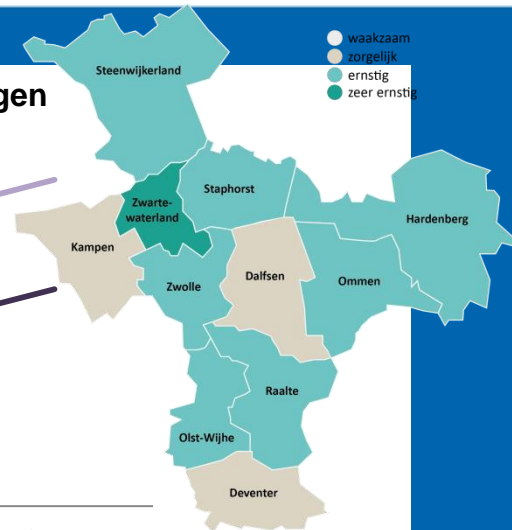 waakzaam
zorgelijk
ernstig
zeer ernstig
gen
Steenwijkerland
Staphorst
Zwarte-
waterland
Hardenberg
Kampen
Dalfsen
Ommen
Zwolle
Raalte
Olst-Wijhe
Deventer